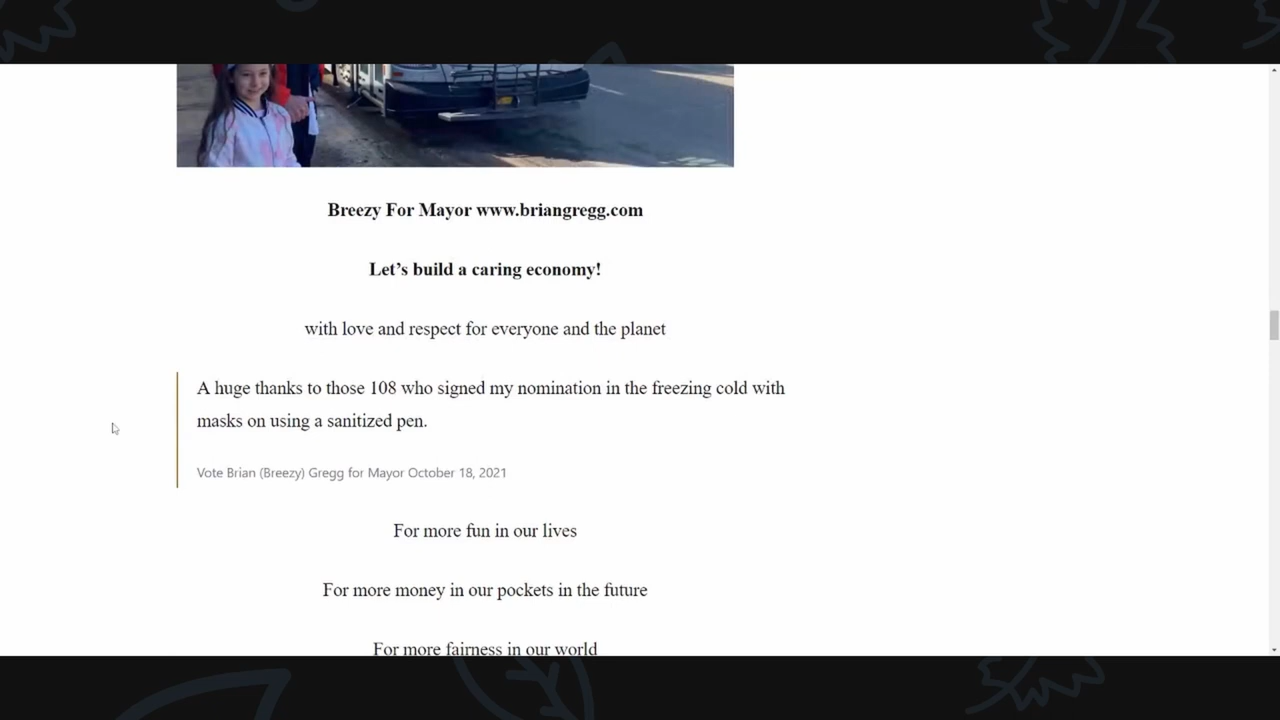 Breezy For Mayor www.briangregg.com
Let’s build a caring economy!
with love and respect for everyone and the planet
A huge thanks to those 108 who signed my nomination in the freezing cold with
masks on using a sanitized pen.
Vote Brian (Breezy) Gregg for Mayor October 18, 2021
For more fun in our lives
For more money in our pockets in the future
For more fairness in our world